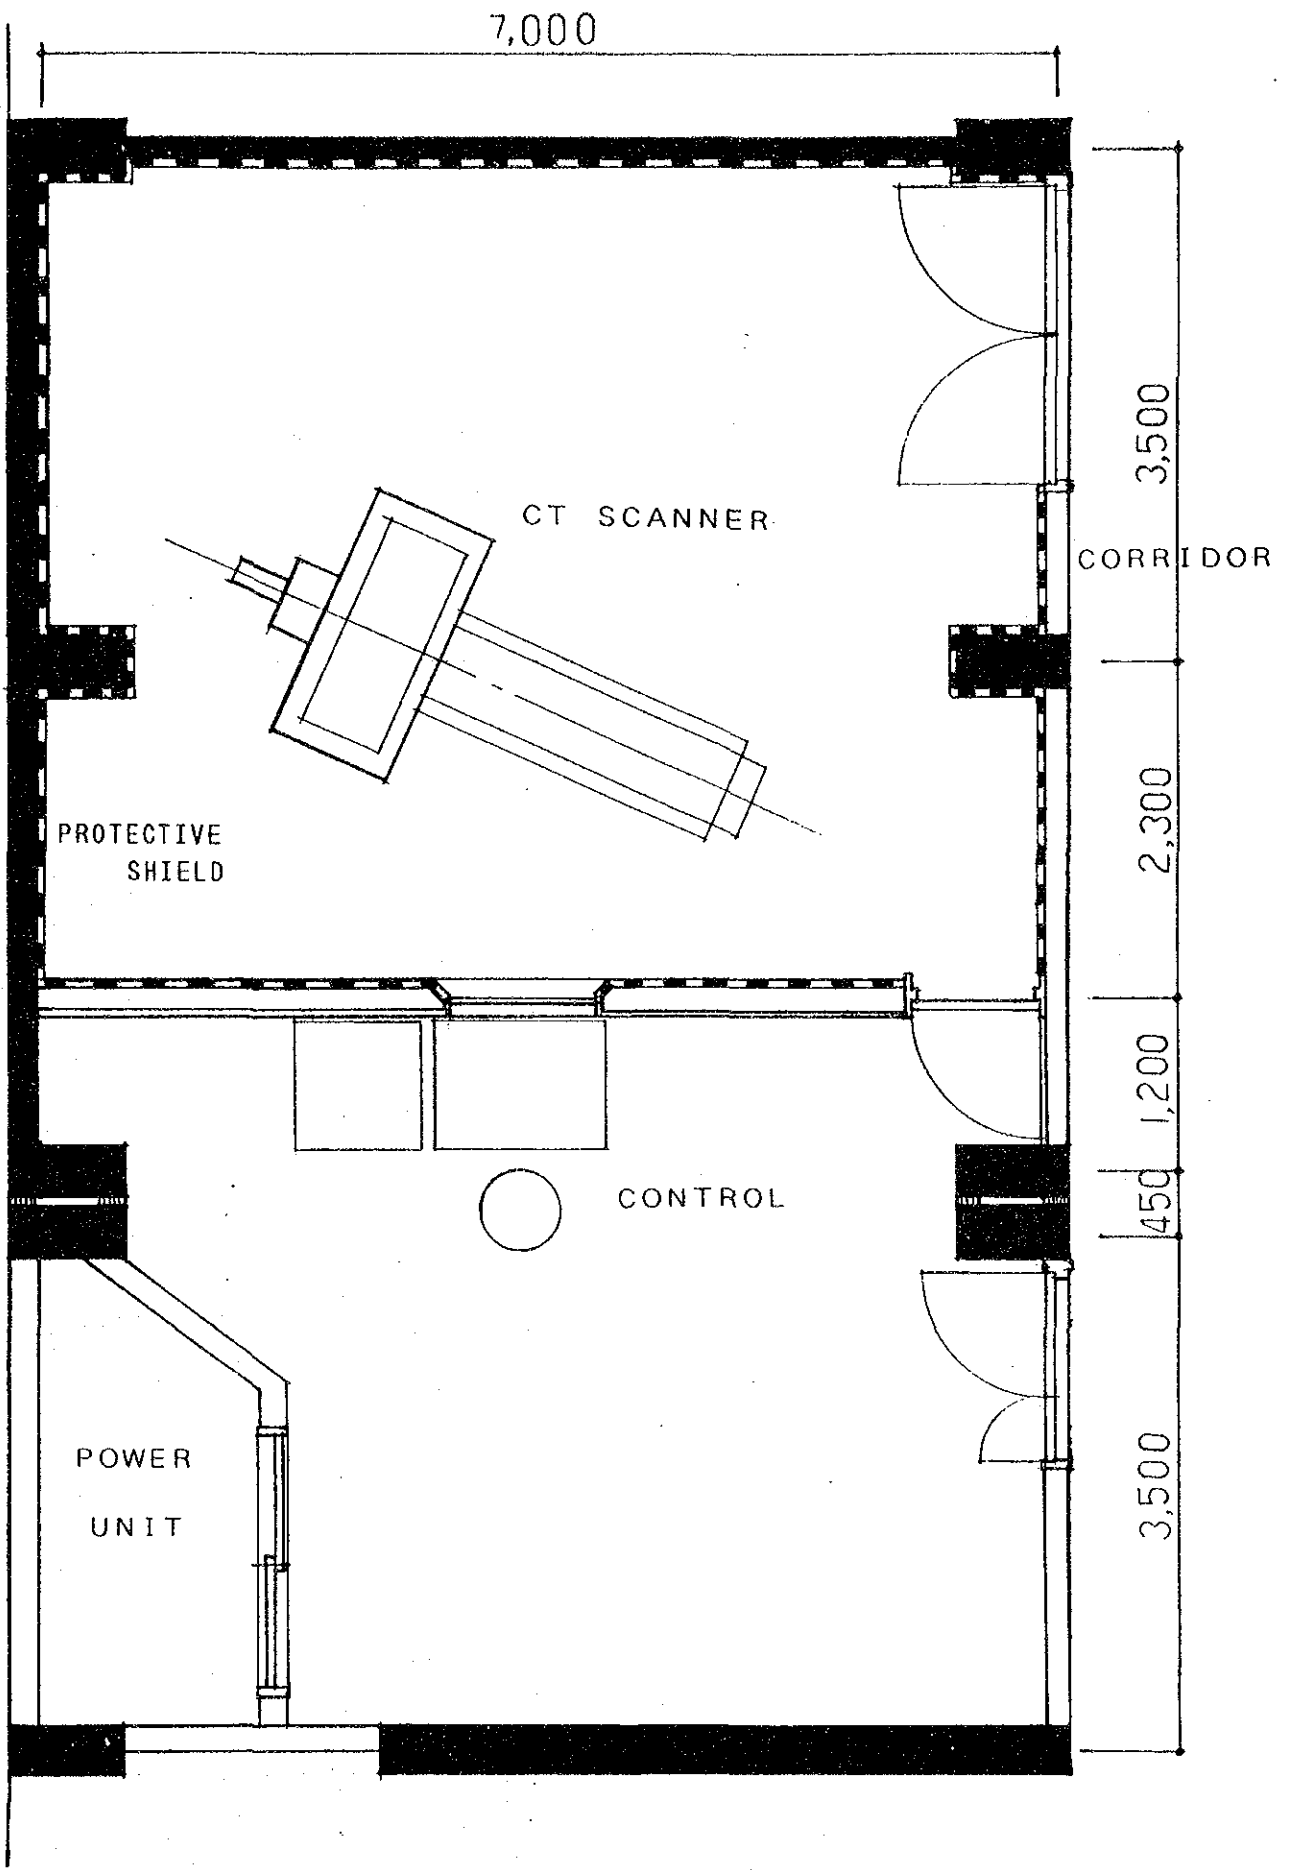 7,000
3,500
CT SCANNER
CORRIDOR
2,300
PROTECTIVE
SHIELD
1,200
CONTROL
450
POWER
UNIT
3,500